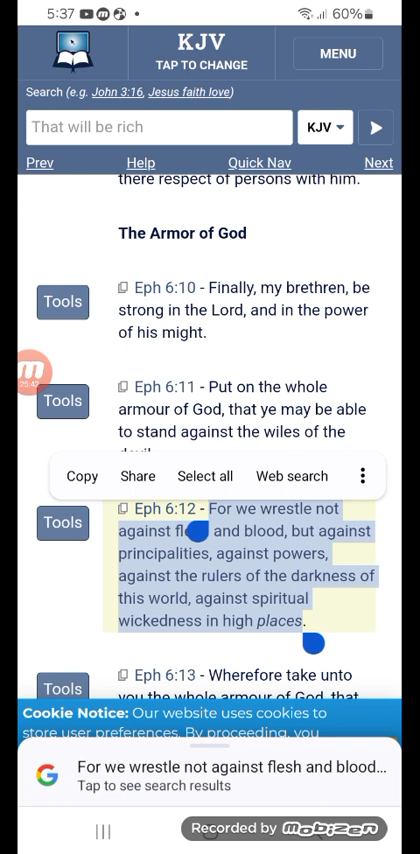 5:37
60%
KJV
TAP TO CHANGE
MENU
Search (e.g. John 3:16, Jesus faith love)
That will be rich
KJV
Prev
Help
Quick Nav
Next
there respect of persons with him.
The Armor of God
Tools
Eph 6:10 - Finally, my brethren, be
strong in the Lord, and in the power
of his might.
25:42
Tools
Eph 6:11 - Put on the whole
armour of God, that ye may be able
to stand against the wiles of the
Copy
Share
Select all
Web search
Tools
Eph 6:12 - For we wrestle not
against and blood, but against
principalities, against powers,
against the rulers of the darkness of
this world, against spiritual
wickedness in high places.
Tools
Eph 6:13 - Wherefore take unto
you the whole armour of God, that
Cookie Notice: Our website uses cookies to
store user preferences. By proceeding, you
For we wrestle not against flesh and blood...
Tap to see search results
Recorded by mobizen